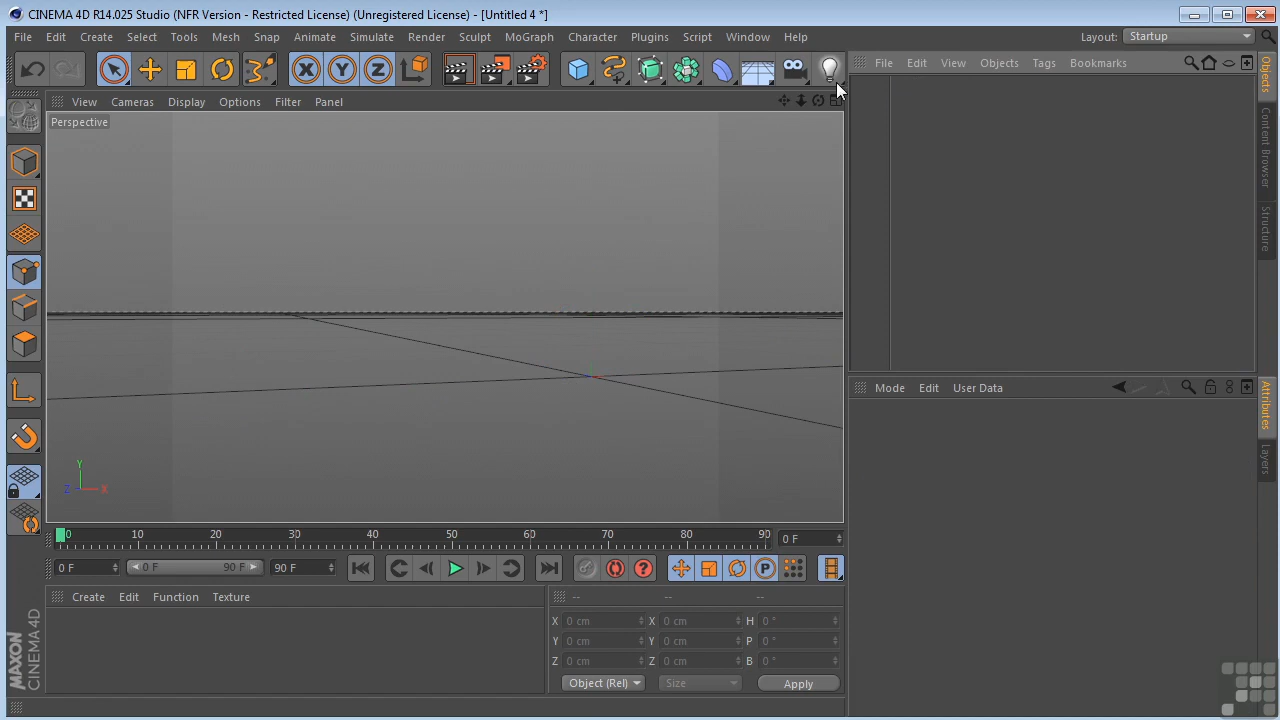 CINEMA 4D R14.025 Studio (NFR Version - Restricted License) (Unregistered License) - [Untitled 4 *]
File Edit Create Select Tools Mesh Snap Animate Simulate Render Sculpt MoGraph Character Plugins Script Window Help Layout: Startup
X Y Z
File Edit View Objects Tags Bookmarks
View Cameras Display Options Filter Panel
Perspective
Objects
Content Browser
Structure
Mode Edit User Data
Attributes
Layers
Y
Z X
0 10 20 30 40 50 60 70 80 90 0 F
0 F 0 F 90 F 90 F P
Create Edit Function Texture
-- -- --
X 0 cm X 0 cm H 0 °
Y 0 cm Y 0 cm P 0 °
Z 0 cm Z 0 cm B 0 °
Object (Rel) Size Apply
MAXON
CINEMA 4D